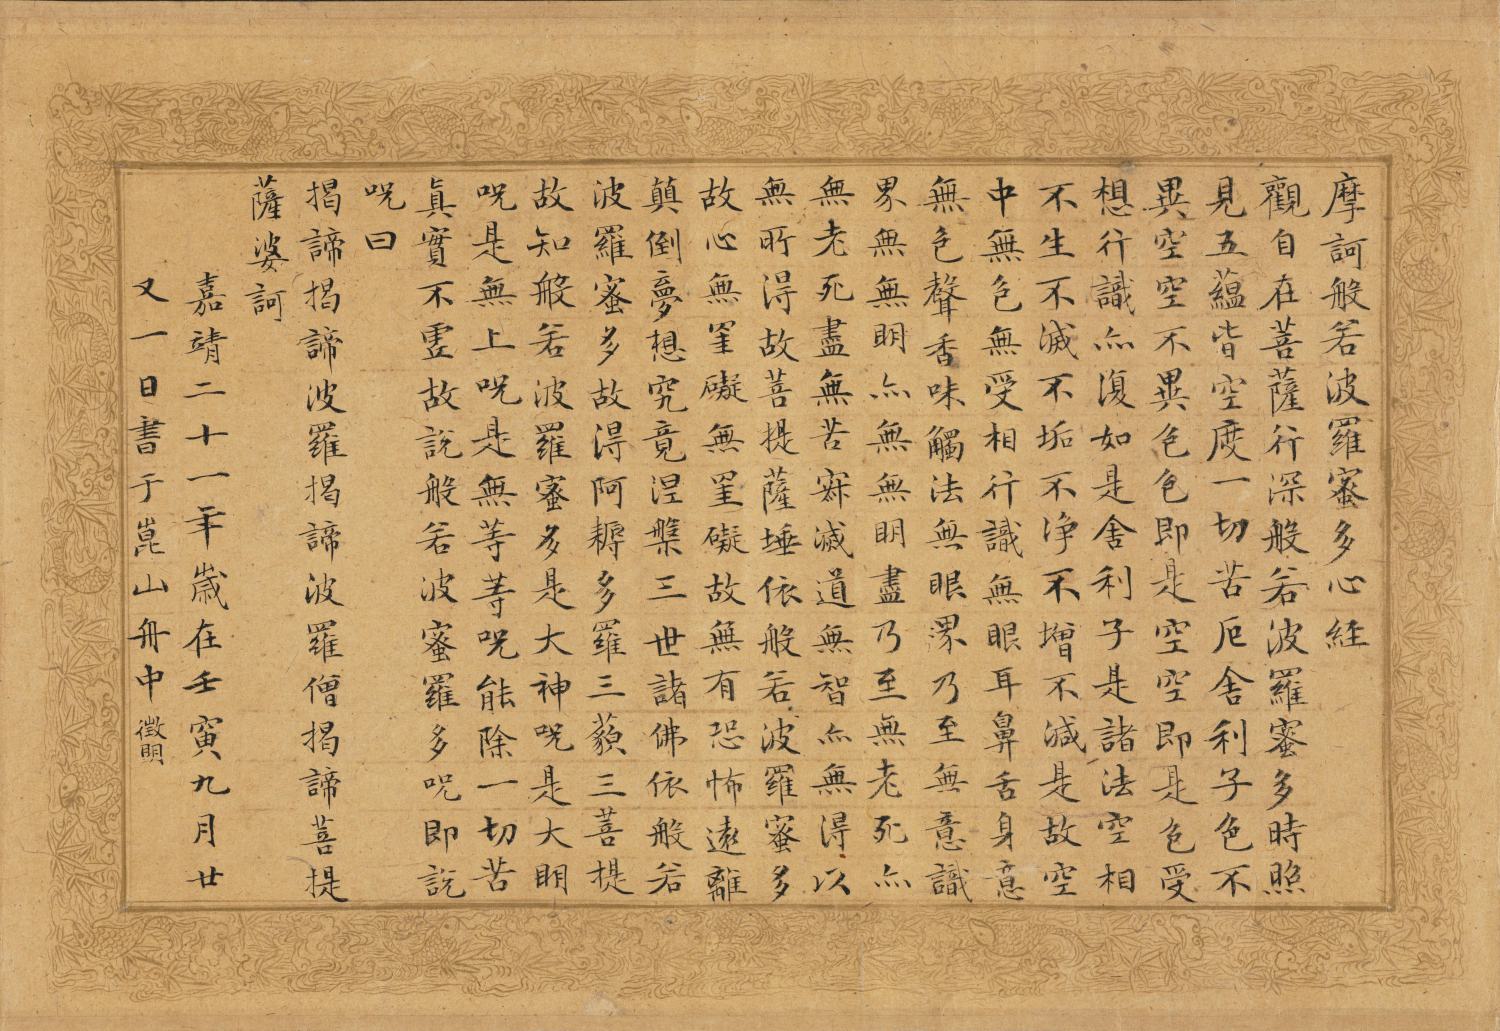 摩訶般若波羅蜜多心経
觀自在菩薩行深般若波羅蜜多時照
見五蘊皆空度一切苦厄舍利子色不
異空空不異色色即是空空即是色受
想行識亦復如是舍利子是諸法空相
不生不滅不垢不淨不增不減是故空
中無色無受相行識無眼耳鼻舌身意
無色聲香味觸法無眼界乃至無意識
界無無明亦無無明盡乃至無老死亦
無老死盡無苦寂滅道無智亦無得以
無所得故菩提薩埵依般若波羅蜜多
故心無罣礙無罣礙故無有恐怖遠離
顛倒夢想究竟涅槃三世諸佛依般若
波羅蜜多故得阿耨多羅三藐三菩提
故知般若波羅蜜多是大神呪是大明
呪是無上呪是無等等呪能除一切苦
真實不虛故說般若波蜜羅多呪即說
呪曰
揭諦揭諦波羅揭諦波羅僧揭諦菩提
薩婆訶
嘉靖二十一年歲在壬寅九月廿
又一日書于崑山舟中徵明